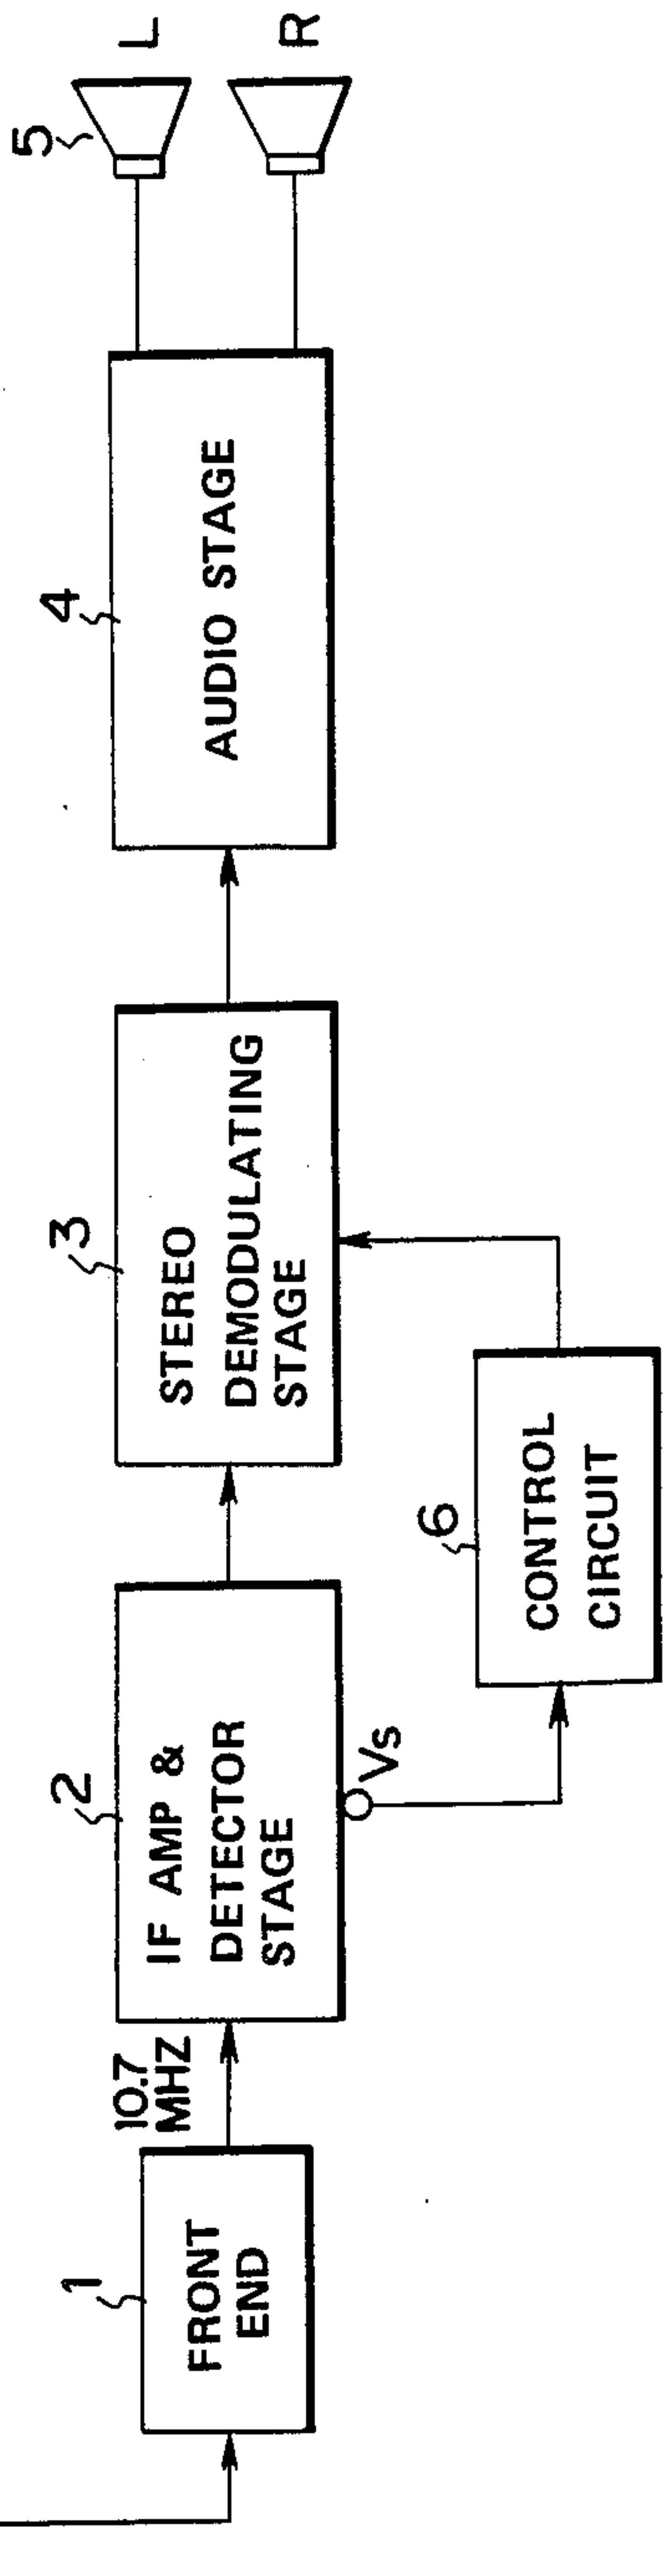 1
FRONT
END
10.7
MHZ
2
IF AMP &
DETECTOR
STAGE
Vs
3
STEREO
DEMODULATING
STAGE
6
CONTROL
CIRCUIT
4
AUDIO STAGE
5
L
R